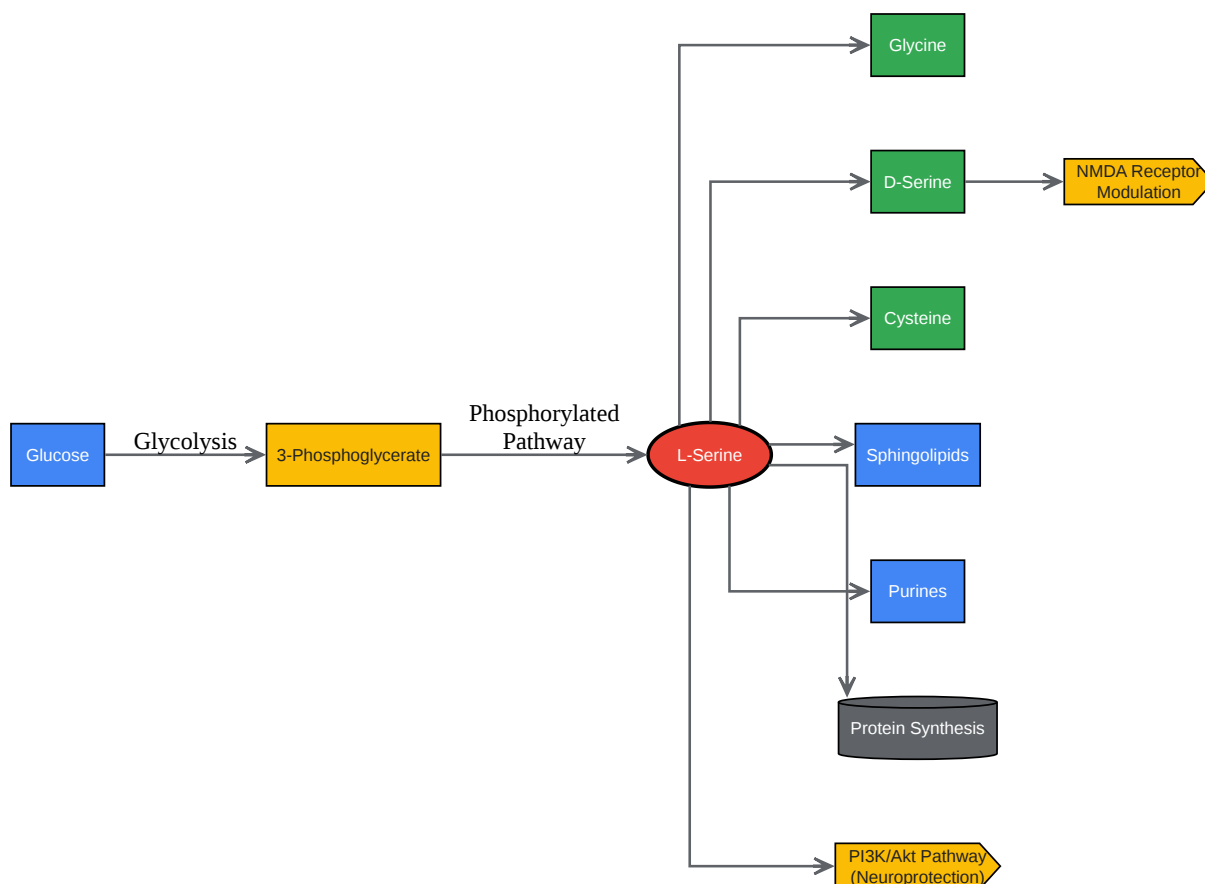 Glycine
D-Serine
NMDA Receptor
Modulation
Cysteine
Glucose
Glycolysis
3-Phosphoglycerate
Phosphorylated
Pathway
L-Serine
Sphingolipids
Purines
Protein Synthesis
PI3K/Akt Pathway
(Neuroprotection)